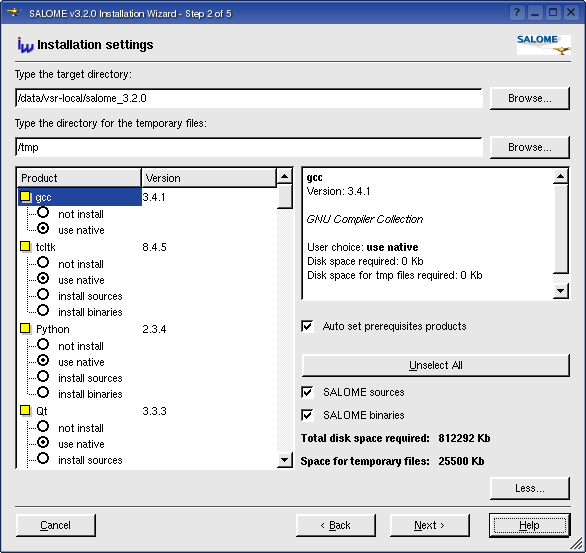 SALOME v3.2.0 Installation Wizard - Step 2 of 5
Installation settings
SALOME
Type the target directory:
/data/vsr-local/salome_3.2.0
Browse...
Type the directory for the temporary files:
/tmp
Browse...
Product Version
gcc 3.4.1
not install
use native
tcltk 8.4.5
not install
use native
install sources
install binaries
Python 2.3.4
not install
use native
install sources
install binaries
Qt 3.3.3
not install
use native
install sources
gcc
Version: 3.4.1
GNU Compiler Collection
User choice: use native
Disk space required: 0 Kb
Disk space for tmp files required: 0 Kb
Auto set prerequisites products
Unselect All
SALOME sources
SALOME binaries
Total disk space required: 812292 Kb
Space for temporary files: 25500 Kb
Less...
Cancel
< Back
Next >
Help